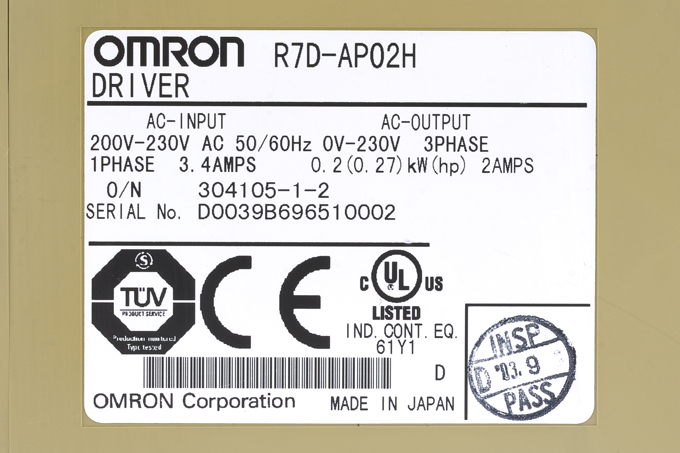 OMRON R7D-AP02H
DRIVER
AC-INPUT AC-OUTPUT
200V-230V AC 50/60Hz 0V-230V 3PHASE
1PHASE 3.4AMPS 0.2(0.27)kW(hp) 2AMPS
O/N 304105-1-2
SERIAL No. D0039B696510002
S
TÜV
PRODUCT SERVICE
Production monitored
Type tested
CE
C UL US
LISTED
IND. CONT. EQ.
61Y1
D
OMRON Corporation MADE IN JAPAN
INSP
D '03.9
PASS